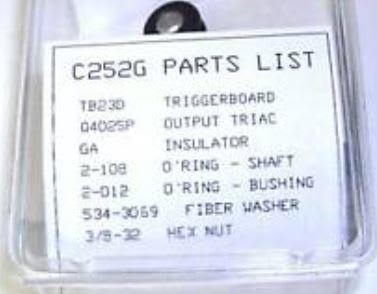 C252G PARTS LIST
TB23D TRIGGERBOARD
Q4025P OUTPUT TRIAC
GA INSULATOR
2-108 O'RING - SHAFT
2-012 O'RING - BUSHING
534-3069 FIBER WASHER
3/8-32 HEX NUT